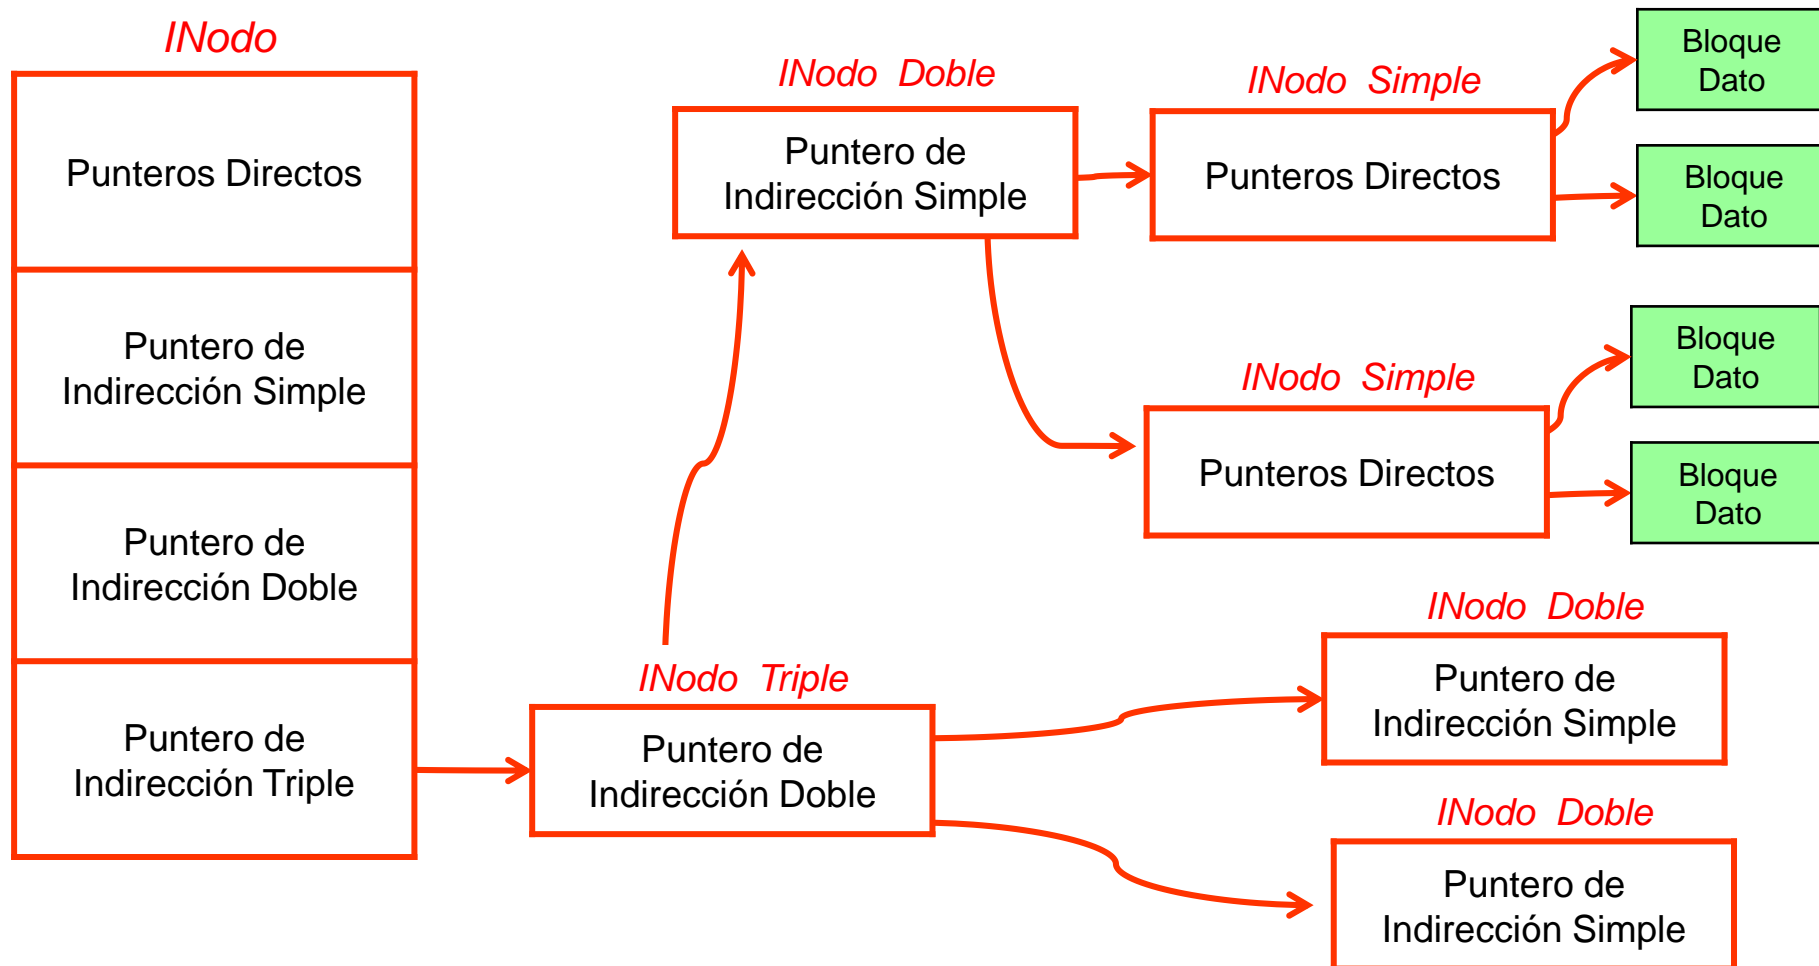 INodo
Punteros Directos
Puntero de
Indirección Simple
Puntero de
Indirección Doble
Puntero de
Indirección Triple
INodo Triple
Puntero de
Indirección Doble
INodo Doble
Puntero de
Indirección Simple
INodo Simple
Punteros Directos
Bloque
Dato
Bloque
Dato
INodo Simple
Punteros Directos
Bloque
Dato
Bloque
Dato
INodo Doble
Puntero de
Indirección Simple
INodo Doble
Puntero de
Indirección Simple